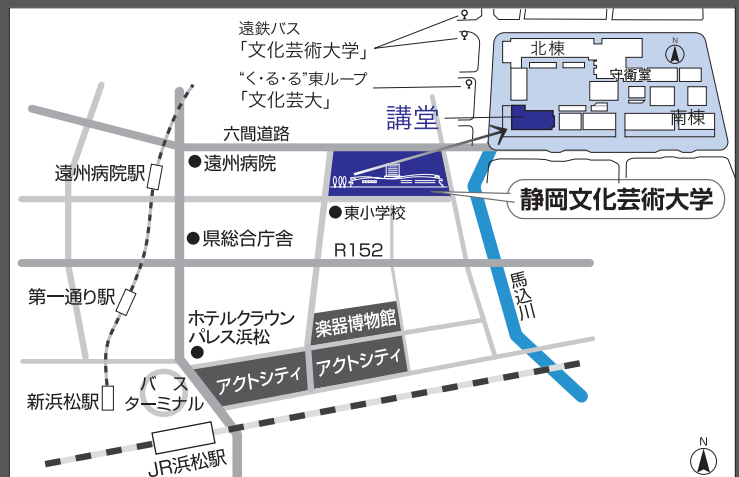 遠鉄バス
「文化芸術大学」
“く・る・る”東ループ
「文化芸大」
北棟
N
守衛室
講堂
南棟
六間道路
遠州病院駅
遠州病院
静岡文化芸術大学
東小学校
県総合庁舎
R152
馬込川
第一通り駅
ホテルクラウン
パレス浜松
楽器博物館
アクトシティ
アクトシティ
バス
ターミナル
新浜松駅
JR浜松駅
N